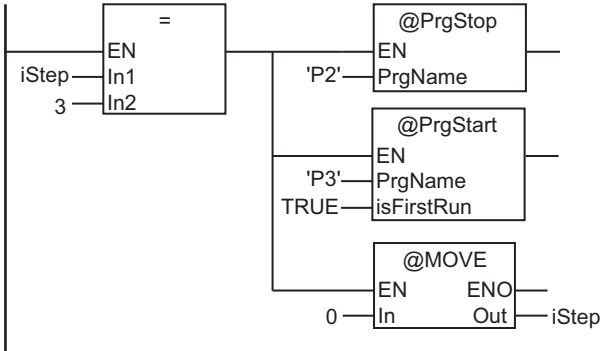 =
EN
iStep In1
3 In2
@PrgStop
EN
'P2' PrgName
@PrgStart
EN
'P3' PrgName
TRUE isFirstRun
@MOVE
EN ENO
0 In Out iStep